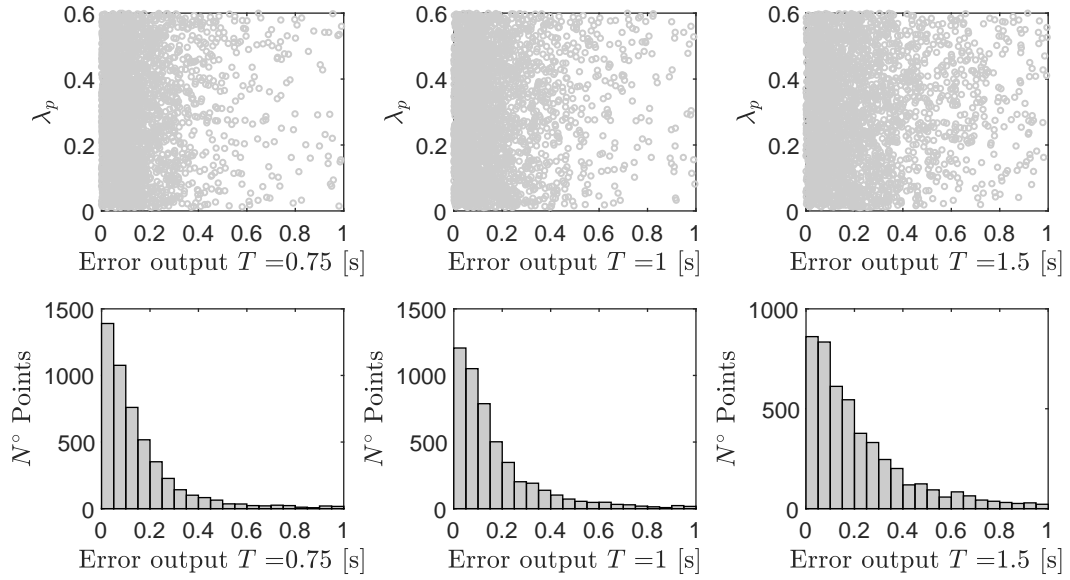 0.6
0.4
0.2
0
λp
0 0.2 0.4 0.6 0.8 1
Error output T =0.75 [s]
0.6
0.4
0.2
0
λp
0 0.2 0.4 0.6 0.8 1
Error output T =1 [s]
0.6
0.4
0.2
0
λp
0 0.2 0.4 0.6 0.8 1
Error output T =1.5 [s]
1500
1000
500
0
N° Points
0 0.2 0.4 0.6 0.8 1
Error output T =0.75 [s]
1500
1000
500
0
N° Points
0 0.2 0.4 0.6 0.8 1
Error output T =1 [s]
1000
500
0
N° Points
0 0.2 0.4 0.6 0.8 1
Error output T =1.5 [s]